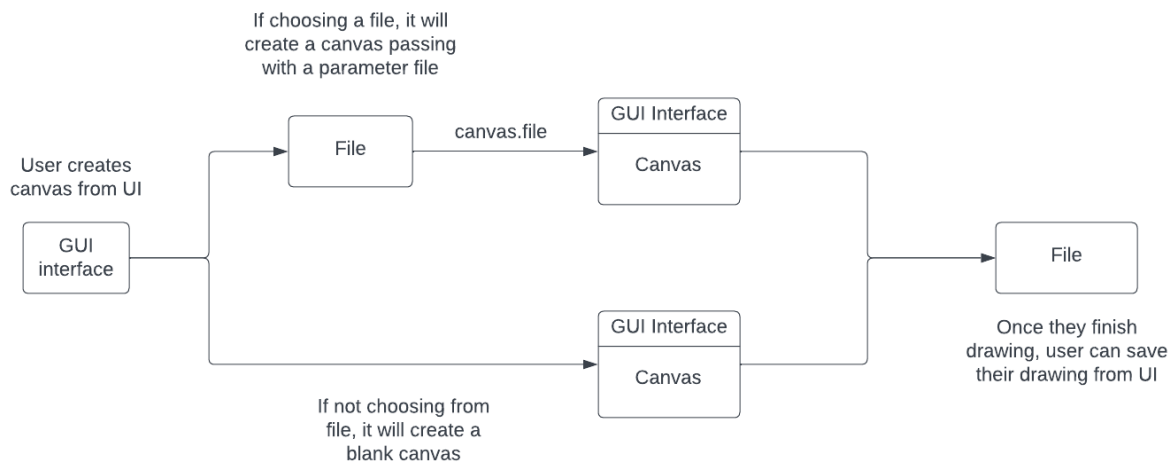 If choosing a file, it will
create a canvas passing
with a parameter file
User creates
canvas from UI
GUI
interface
File
canvas.file
GUI Interface
Canvas
GUI Interface
Canvas
If not choosing from
file, it will create a
blank canvas
File
Once they finish
drawing, user can save
their drawing from UI